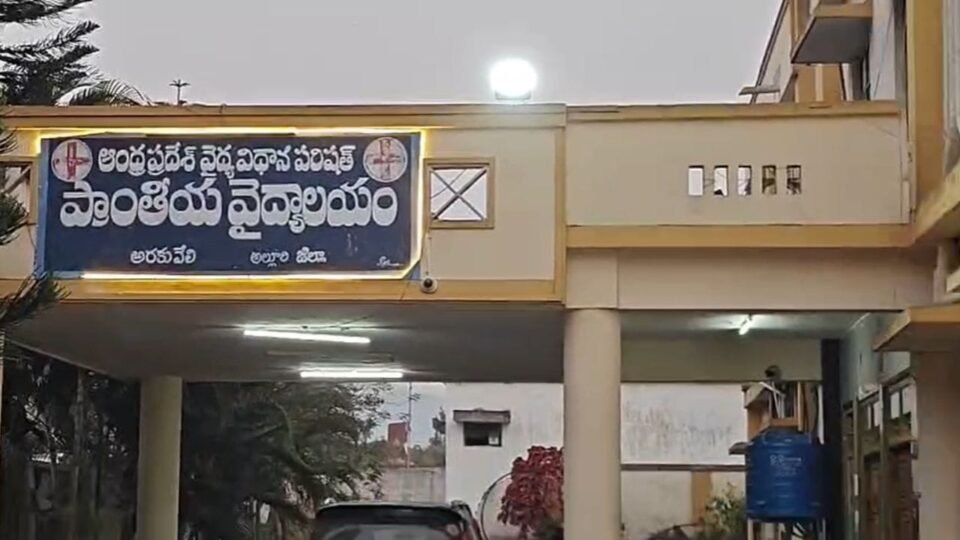 ఆంధ్రప్రదేశ్ వైద్య విధాన పరిషత్
ప్రాంతీయ వైద్యాలయం
అరకువేలి అల్లూరి జిల్లా